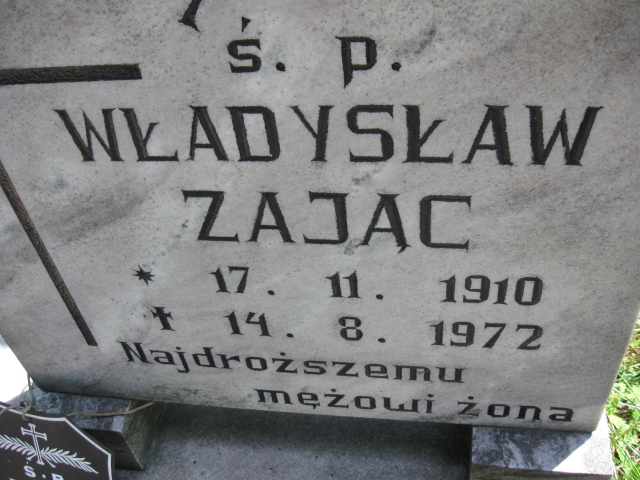 ś. p.
WŁADYSŁAW
ZAJĄC
* 17. 11. 1910
✝ 14. 8. 1972
Najdroższemu
mężowi żona
Ś.P.